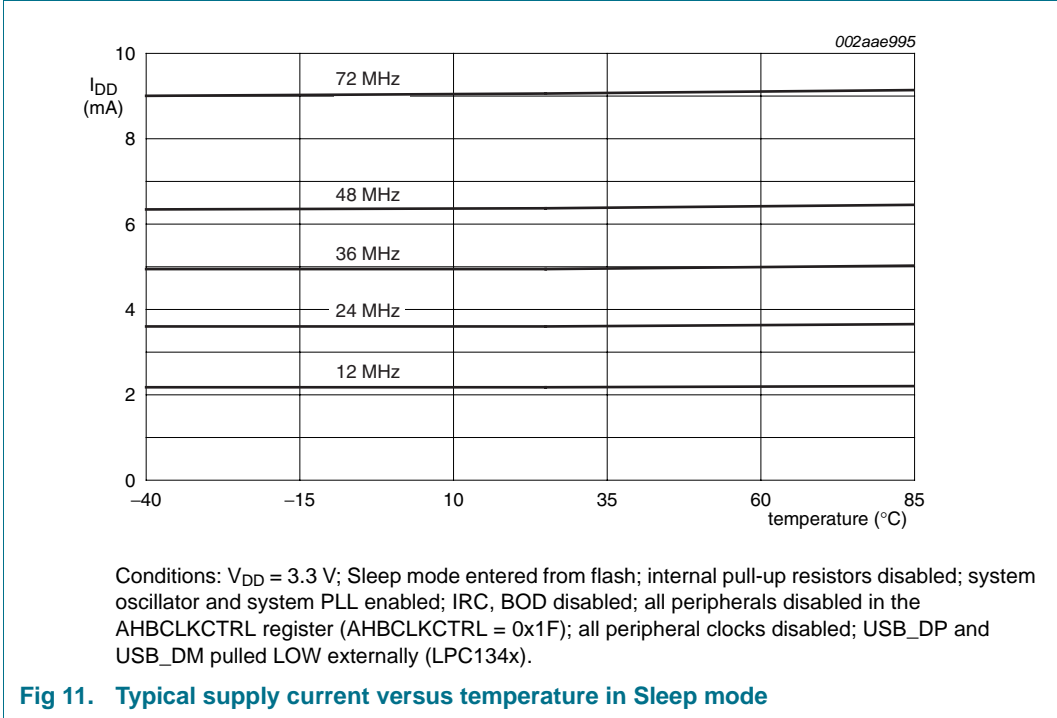 002aae995
10
I_DD
(mA)
72 MHz
8
48 MHz
6
36 MHz
4
24 MHz
12 MHz
2
0
−40 −15 10 35 60 85
temperature (°C)
Conditions: V_DD = 3.3 V; Sleep mode entered from flash; internal pull-up resistors disabled; system
oscillator and system PLL enabled; IRC, BOD disabled; all peripherals disabled in the
AHBCLKCTRL register (AHBCLKCTRL = 0x1F); all peripheral clocks disabled; USB_DP and
USB_DM pulled LOW externally (LPC134x).
Fig 11. Typical supply current versus temperature in Sleep mode